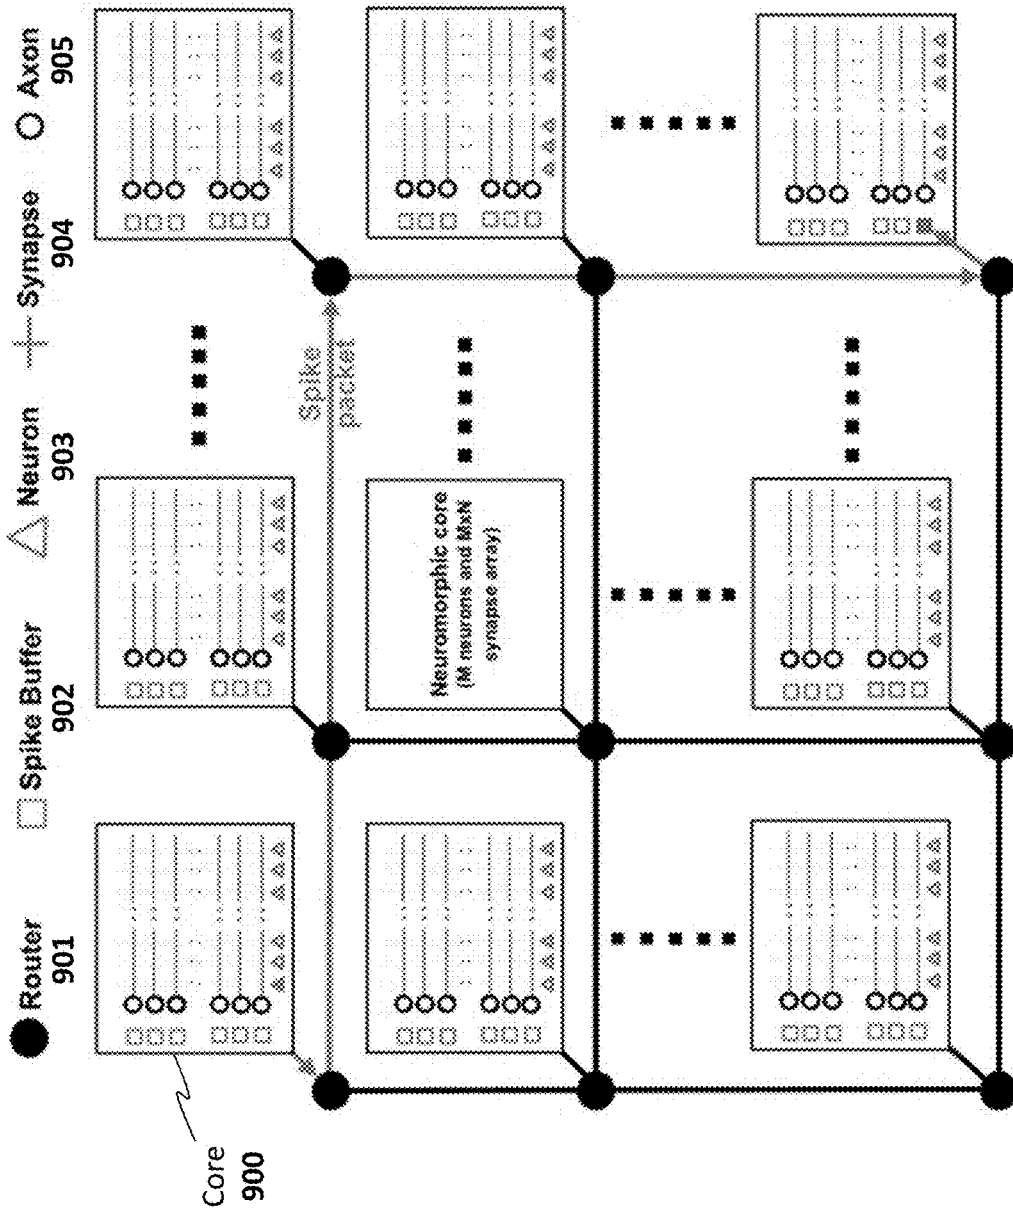 Router
901
Spike Buffer
902
Neuron
903
Synapse
904
Axon
905
Core
900
Spike
packet
Neuromorphic core
(M neurons and MxN
synapse array)